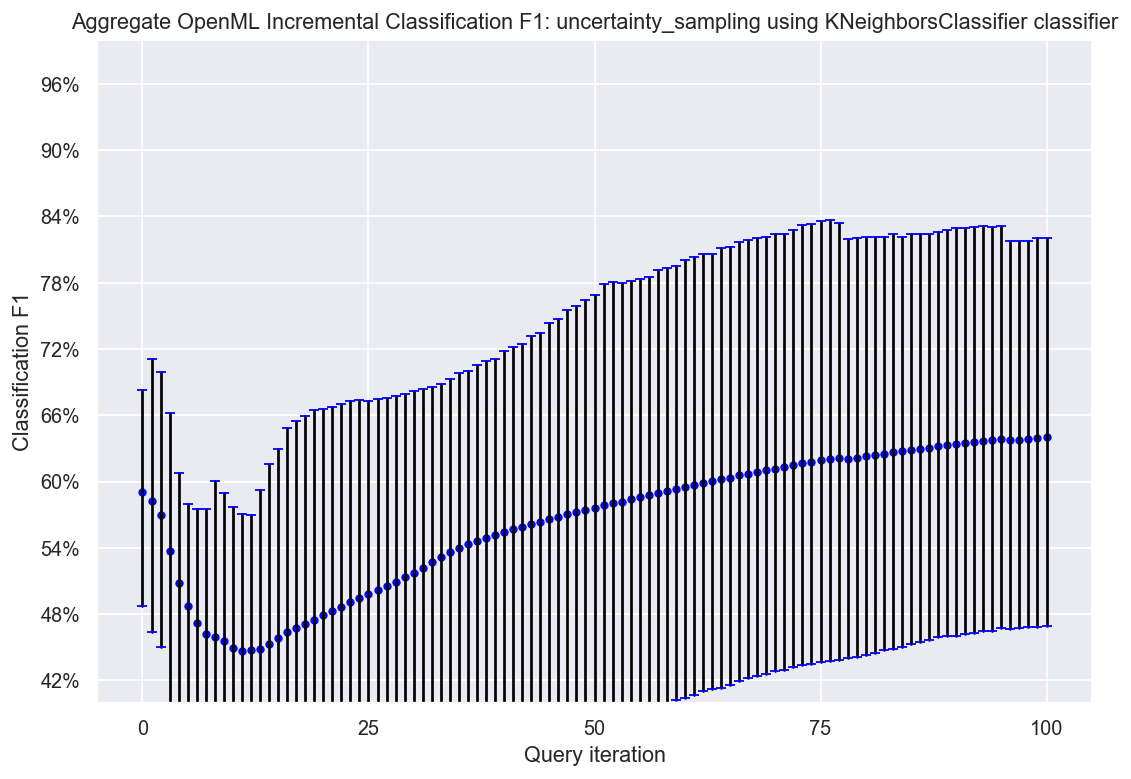 Aggregate OpenML Incremental Classification F1: uncertainty_sampling using KNeighborsClassifier classifier
96%
90%
84%
78%
72%
66%
60%
54%
48%
42%
Classification F1
0 25 50 75 100
Query iteration